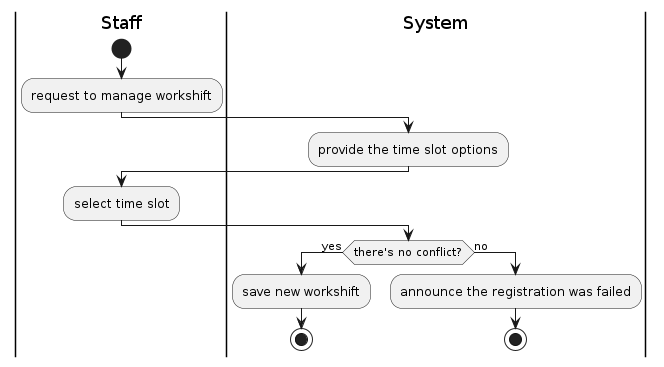 Staff
System
request to manage workshift
provide the time slot options
select time slot
yes
there's no conflict?
no
save new workshift
announce the registration was failed